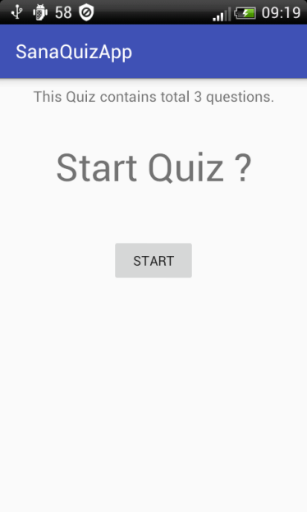 58 09:19
SanaQuizApp
This Quiz contains total 3 questions.
Start Quiz ?
START